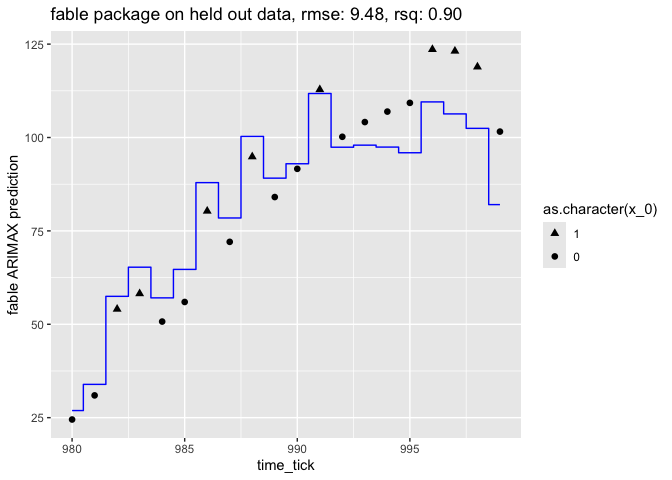 fable package on held out data, rmse: 9.48, rsq: 0.90
125
100
75
50
25
fable ARIMAX prediction
980
985
990
995
time_tick
as.character(x_0)
1
0